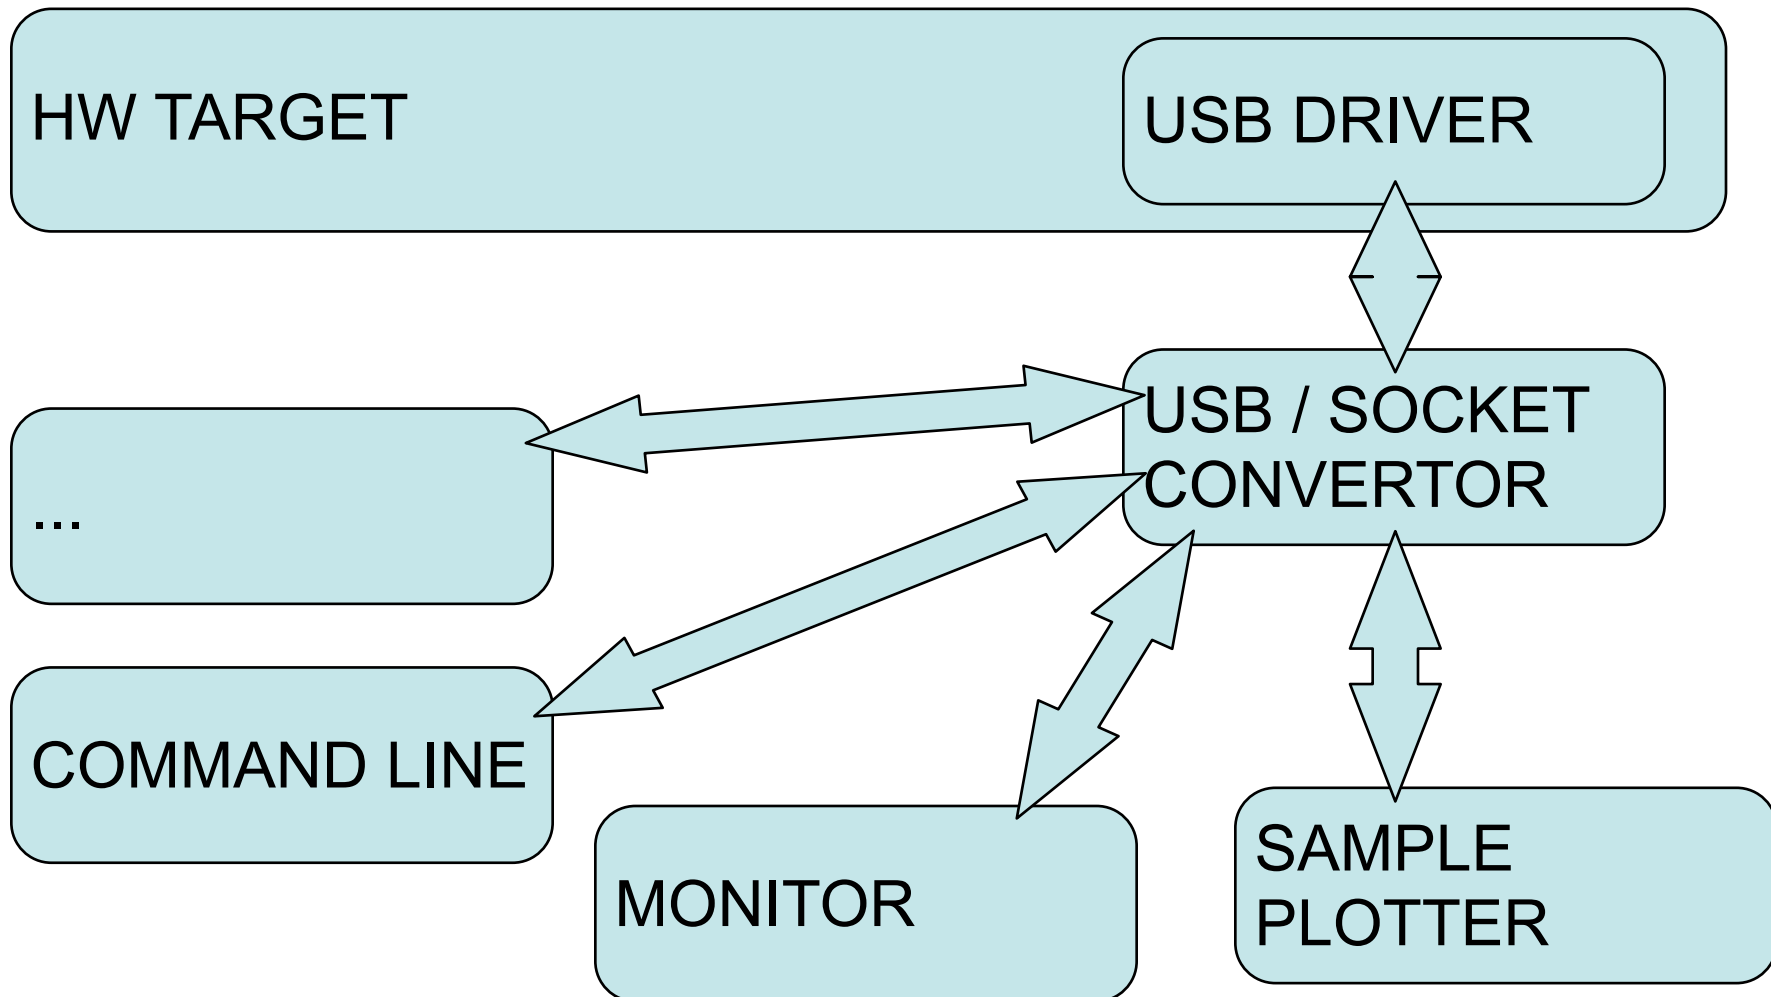 HW TARGET
USB DRIVER
USB / SOCKET
CONVERTOR
...
COMMAND LINE
MONITOR
SAMPLE
PLOTTER